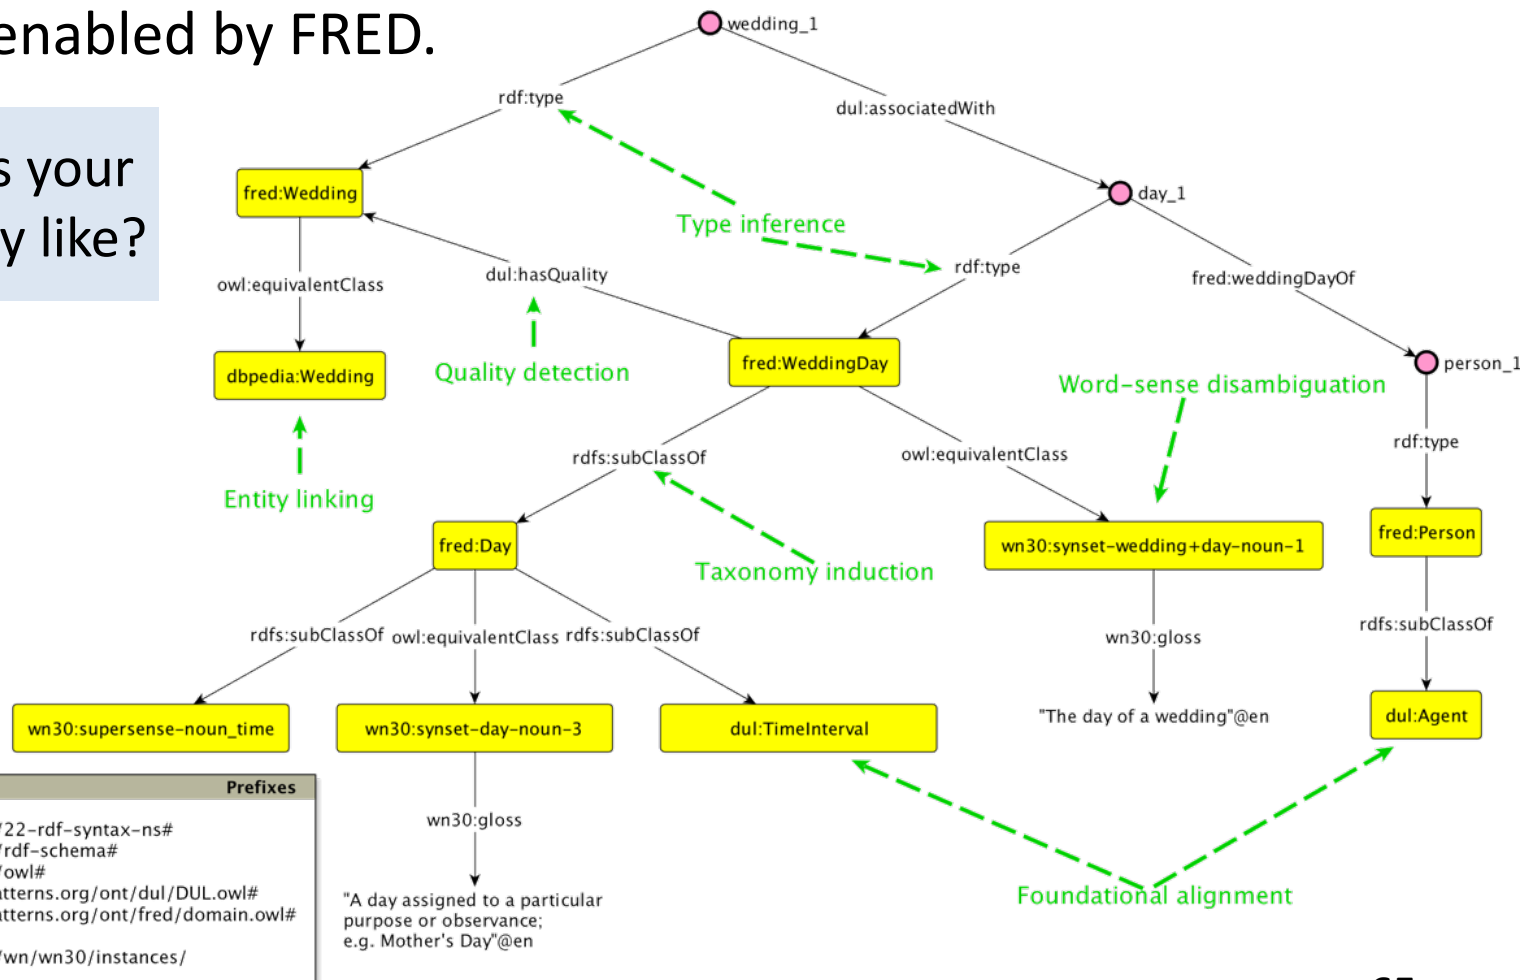 enabled by FRED.
wedding_1
rdf:type
dul:associatedWith
s your
y like?
fred:Wedding
day_1
Type inference
owl:equivalentClass
dul:hasQuality
rdf:type
fred:weddingDayOf
dbpedia:Wedding
Quality detection
fred:WeddingDay
Word-sense disambiguation
person_1
rdfs:subClassOf
owl:equivalentClass
rdf:type
Entity linking
fred:Day
Taxonomy induction
wn30:synset-wedding+day-noun-1
fred:Person
rdfs:subClassOf
owl:equivalentClass
rdfs:subClassOf
wn30:gloss
rdfs:subClassOf
wn30:supersense-noun_time
wn30:synset-day-noun-3
dul:TimeInterval
"The day of a wedding"@en
dul:Agent
Prefixes
/22-rdf-syntax-ns#
/rdf-schema#
/owl#
atterns.org/ont/dul/DUL.owl#
atterns.org/ont/fred/domain.owl#
/wn/wn30/instances/
wn30:gloss
"A day assigned to a particular
purpose or observance;
e.g. Mother's Day"@en
Foundational alignment